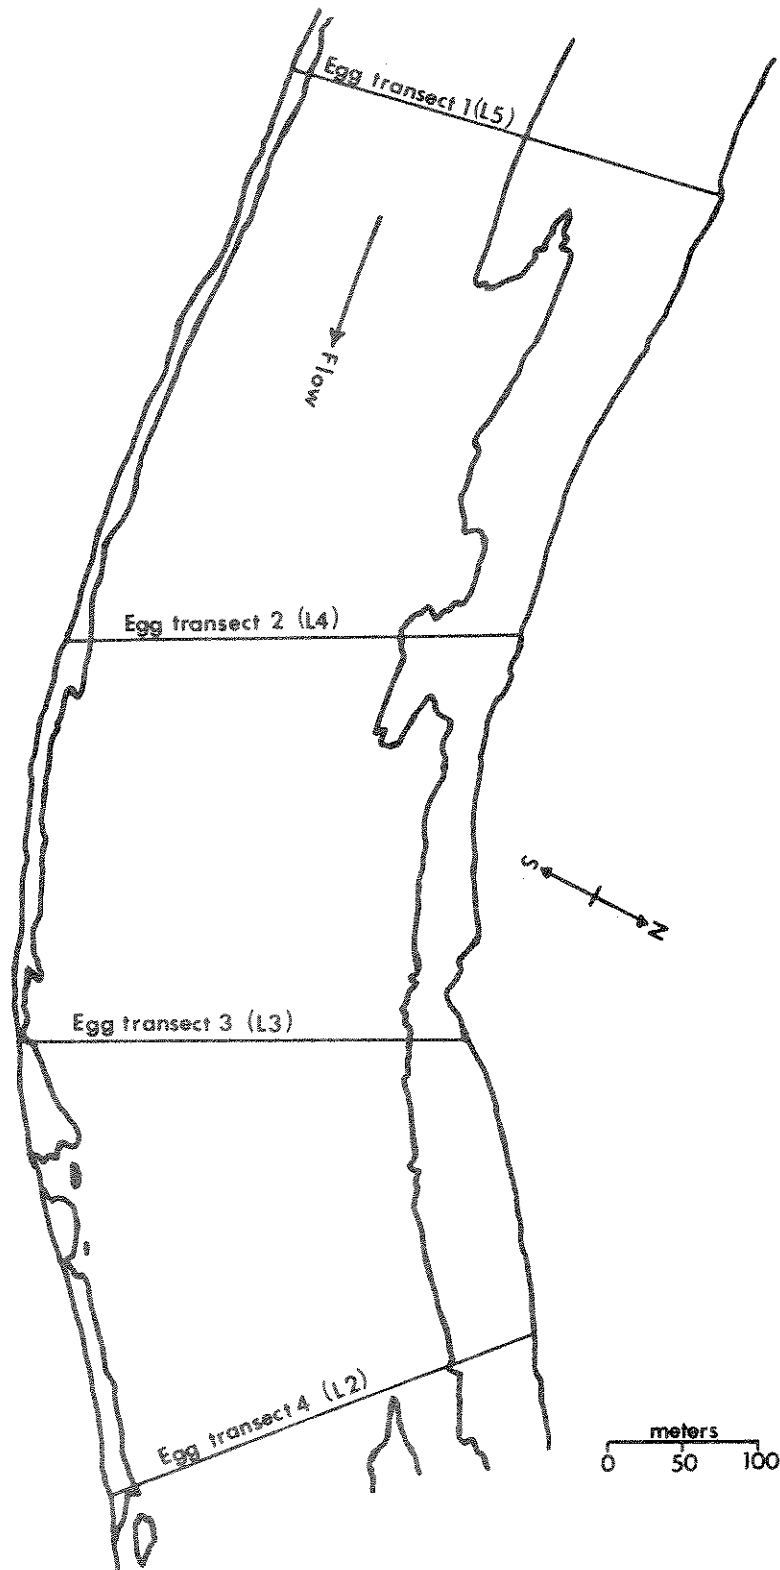 Egg transect 1(L5)
Flow
Egg transect 2 (L4)
S
N
Egg transect 3 (L3)
Egg transect 4 (L2)
meters
0 50 100